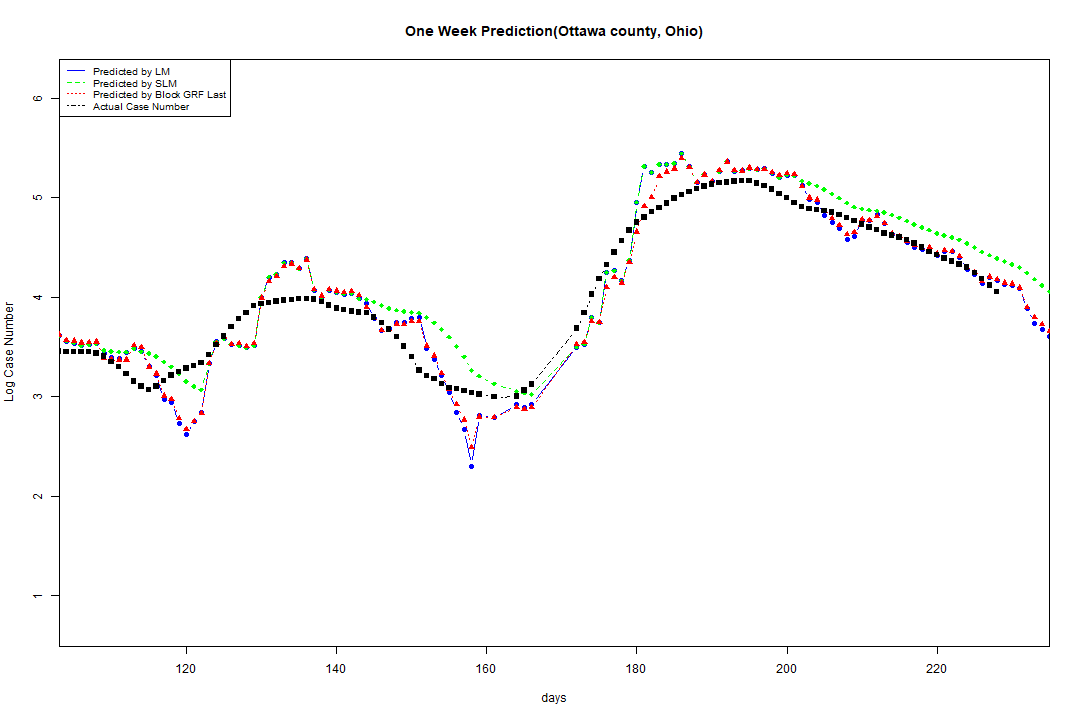 One Week Prediction(Ottawa county, Ohio)
Predicted by LM
Predicted by SLM
Predicted by Block GRF Last
Actual Case Number
6
5
4
3
2
1
Log Case Number
120 140 160 180 200 220
days